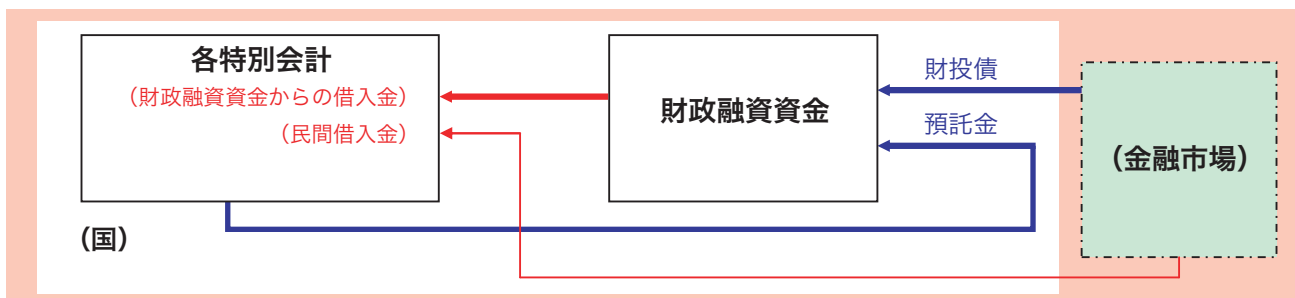 各特別会計
（財政融資資金からの借入金）
（民間借入金）
財政融資資金
財投債
預託金
（金融市場）
（国）